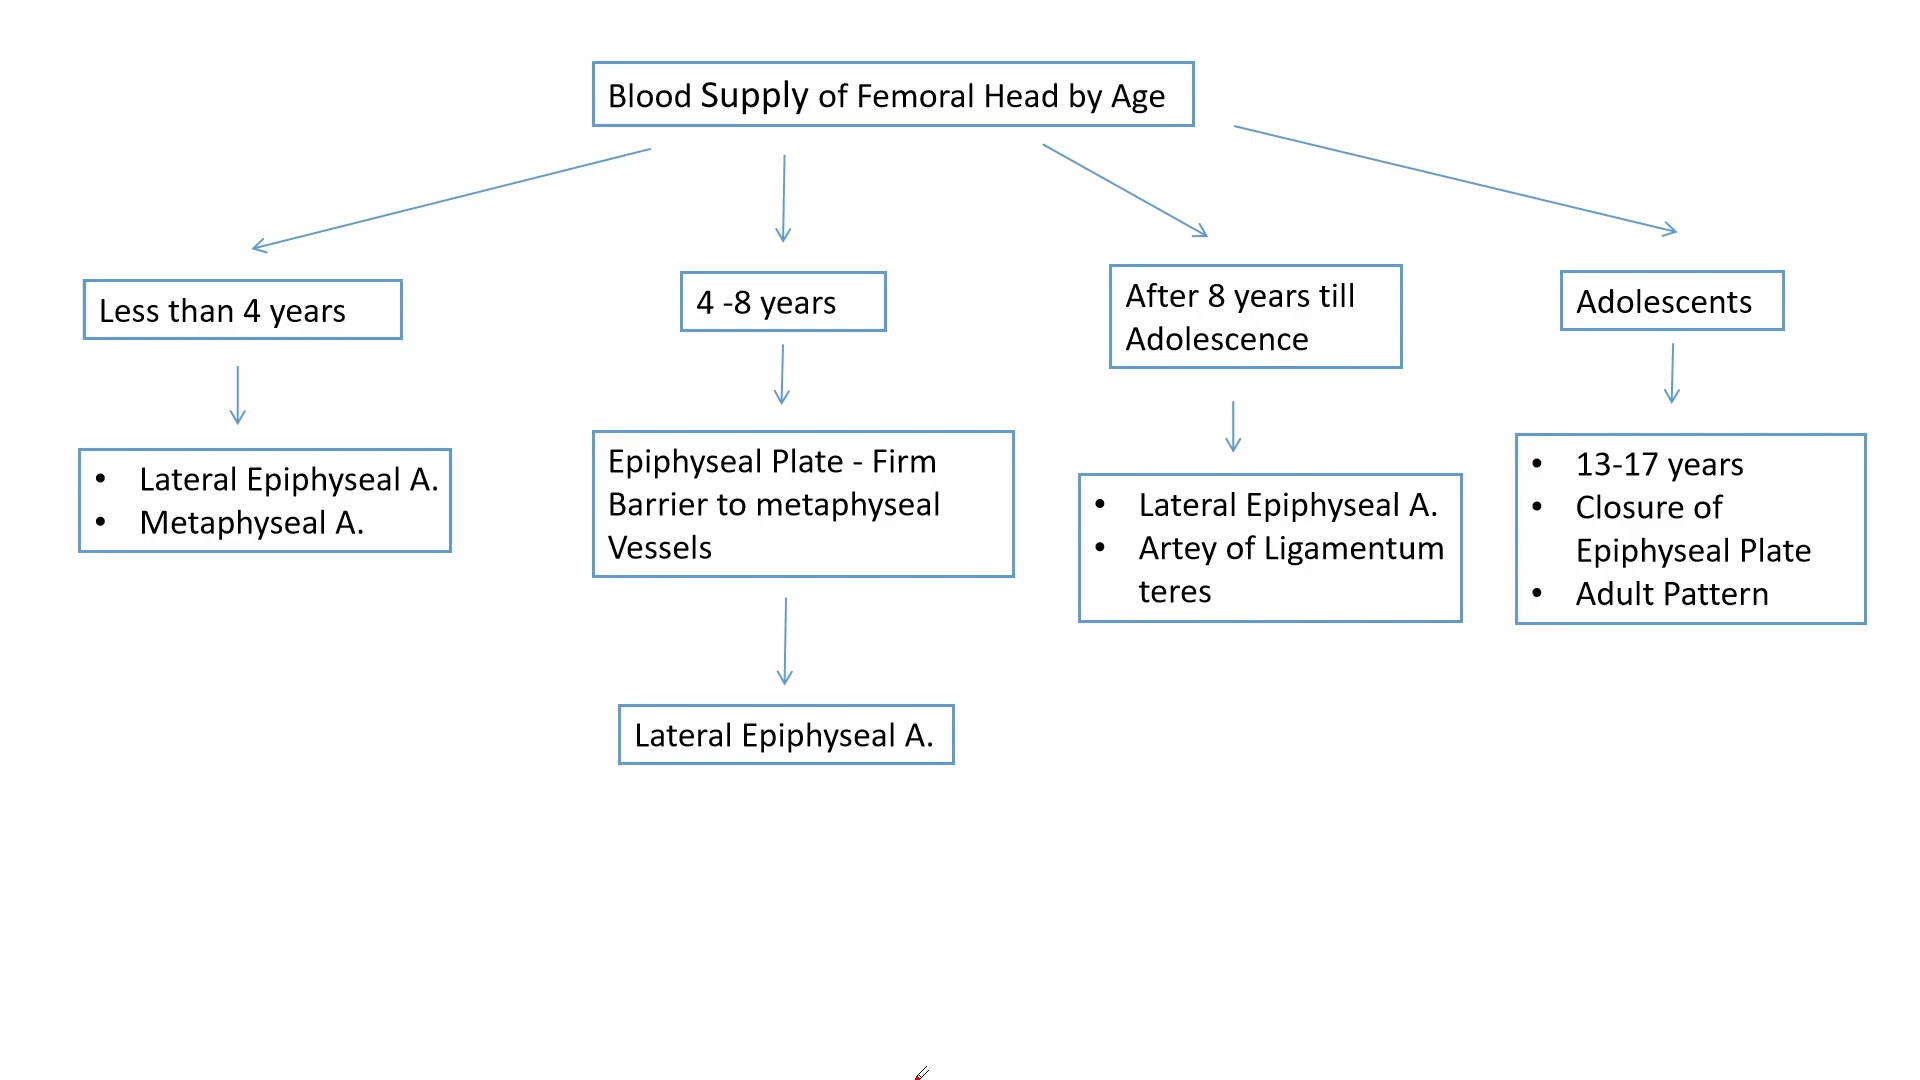 Blood Supply of Femoral Head by Age
Less than 4 years
• Lateral Epiphyseal A.
• Metaphyseal A.
4 -8 years
Epiphyseal Plate - Firm
Barrier to metaphyseal
Vessels
Lateral Epiphyseal A.
After 8 years till
Adolescence
• Lateral Epiphyseal A.
• Artey of Ligamentum
teres
Adolescents
• 13-17 years
• Closure of
Epiphyseal Plate
• Adult Pattern